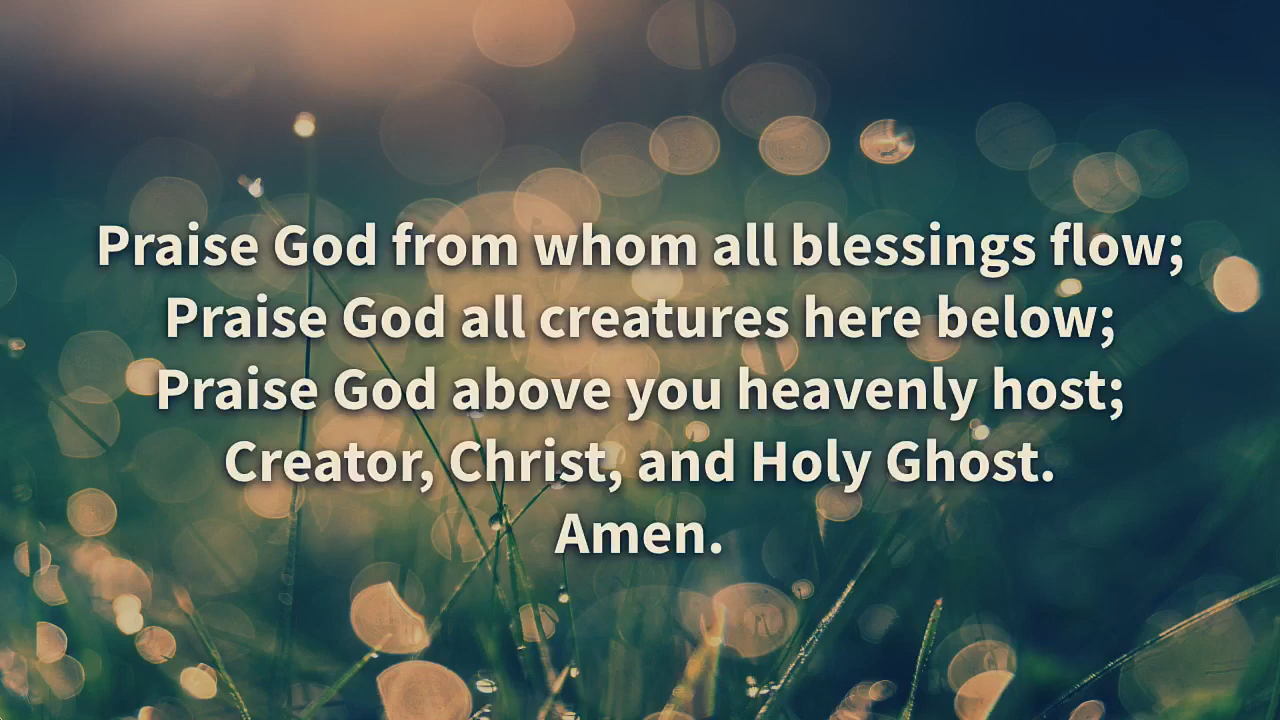 Praise God from whom all blessings flow;
Praise God all creatures here below;
Praise God above you heavenly host;
Creator, Christ, and Holy Ghost.
Amen.